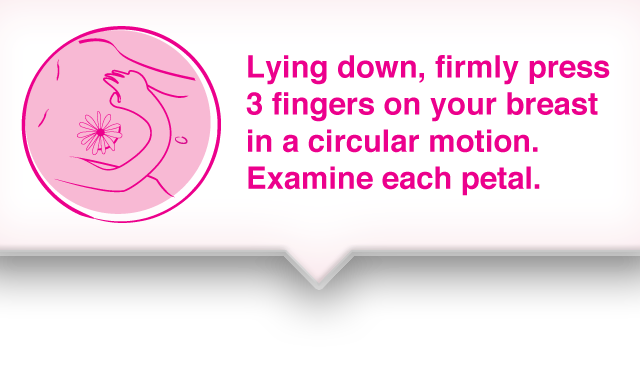 Lying down, firmly press
3 fingers on your breast
in a circular motion.
Examine each petal.